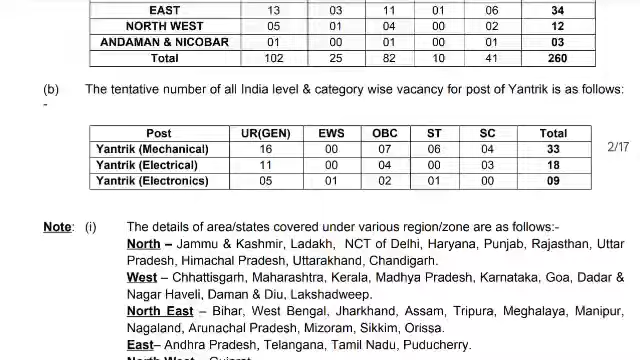 EAST 13 03 11 01 06 34
NORTH WEST 05 01 04 00 02 12
ANDAMAN & NICOBAR 01 00 01 00 01 03
Total 102 25 82 10 41 260
(b) The tentative number of all India level & category wise vacancy for post of Yantrik is as follows:
-
Post UR(GEN) EWS OBC ST SC Total
Yantrik (Mechanical) 16 00 07 06 04 33
Yantrik (Electrical) 11 00 04 00 03 18
Yantrik (Electronics) 05 01 02 01 00 09
2/17
Note: (i) The details of area/states covered under various region/zone are as follows:-
North – Jammu & Kashmir, Ladakh, NCT of Delhi, Haryana, Punjab, Rajasthan, Uttar
Pradesh, Himachal Pradesh, Uttarakhand, Chandigarh.
West – Chhattisgarh, Maharashtra, Kerala, Madhya Pradesh, Karnataka, Goa, Dadar &
Nagar Haveli, Daman & Diu, Lakshadweep.
North East – Bihar, West Bengal, Jharkhand, Assam, Tripura, Meghalaya, Manipur,
Nagaland, Arunachal Pradesh, Mizoram, Sikkim, Orissa.
East– Andhra Pradesh, Telangana, Tamil Nadu, Puducherry.
North West – Gujarat